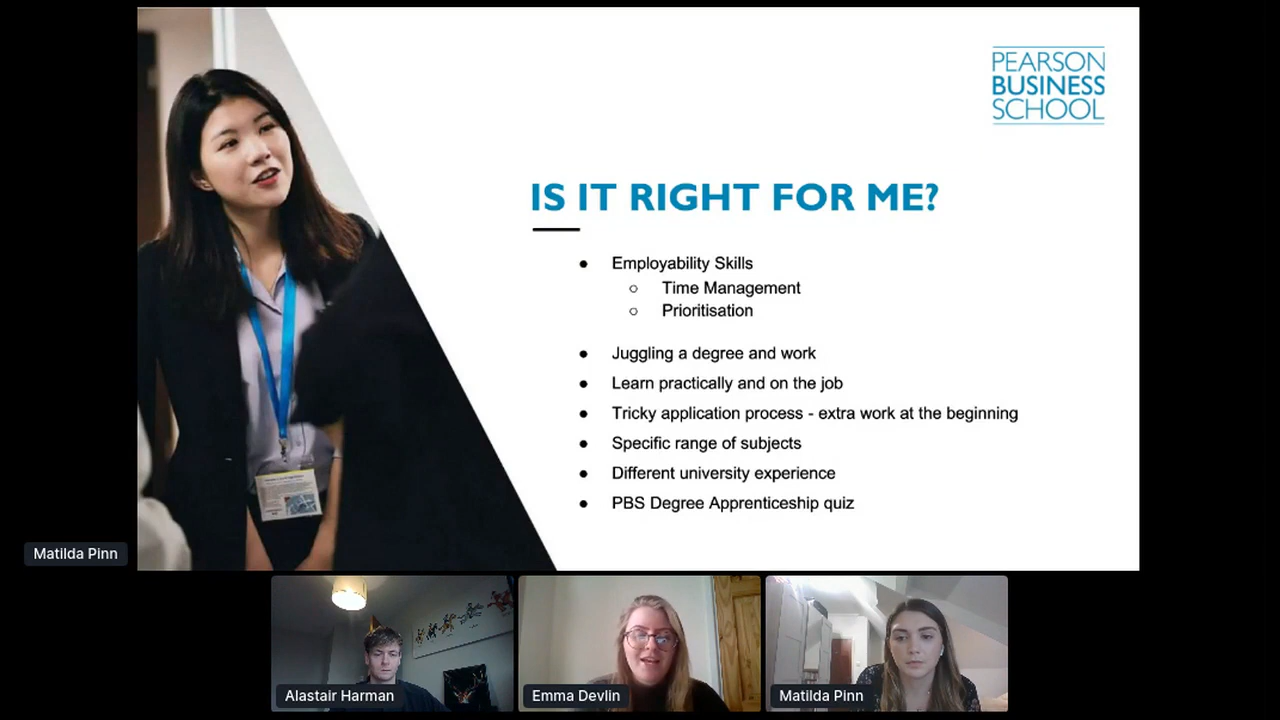 PEARSON
BUSINESS
SCHOOL
IS IT RIGHT FOR ME?
● Employability Skills
○ Time Management
○ Prioritisation
● Juggling a degree and work
● Learn practically and on the job
● Tricky application process - extra work at the beginning
● Specific range of subjects
● Different university experience
● PBS Degree Apprenticeship quiz
Matilda Pinn
Alastair Harman
Emma Devlin
Matilda Pinn